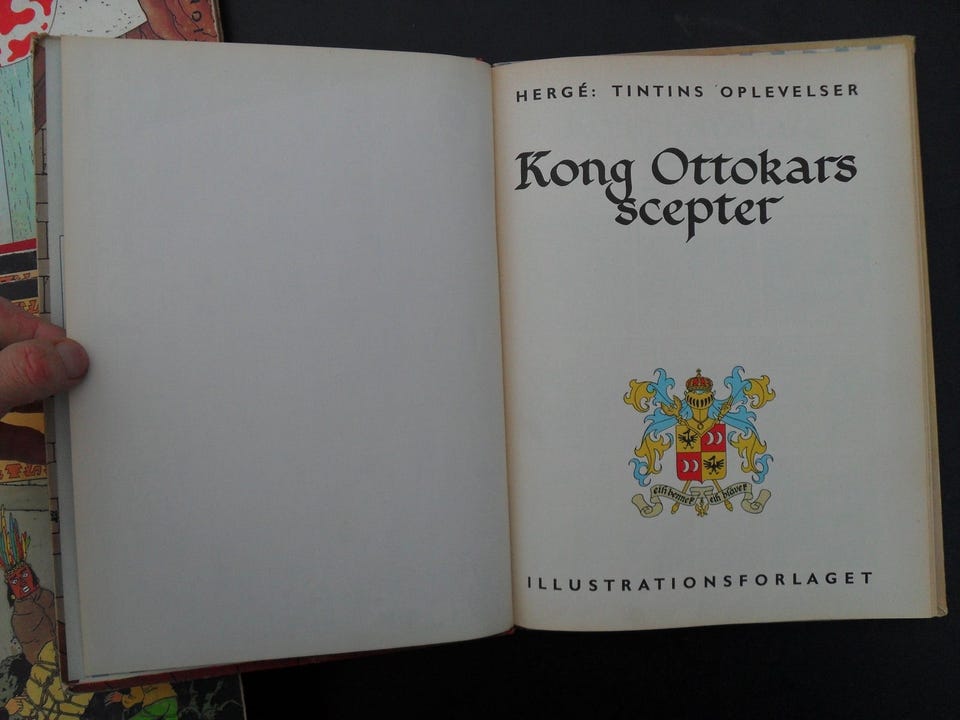 HERGÉ: TINTINS OPLEVELSER
Kong Ottokars
scepter
eih bennek eih blavek
ILLUSTRATIONSFORLAGET